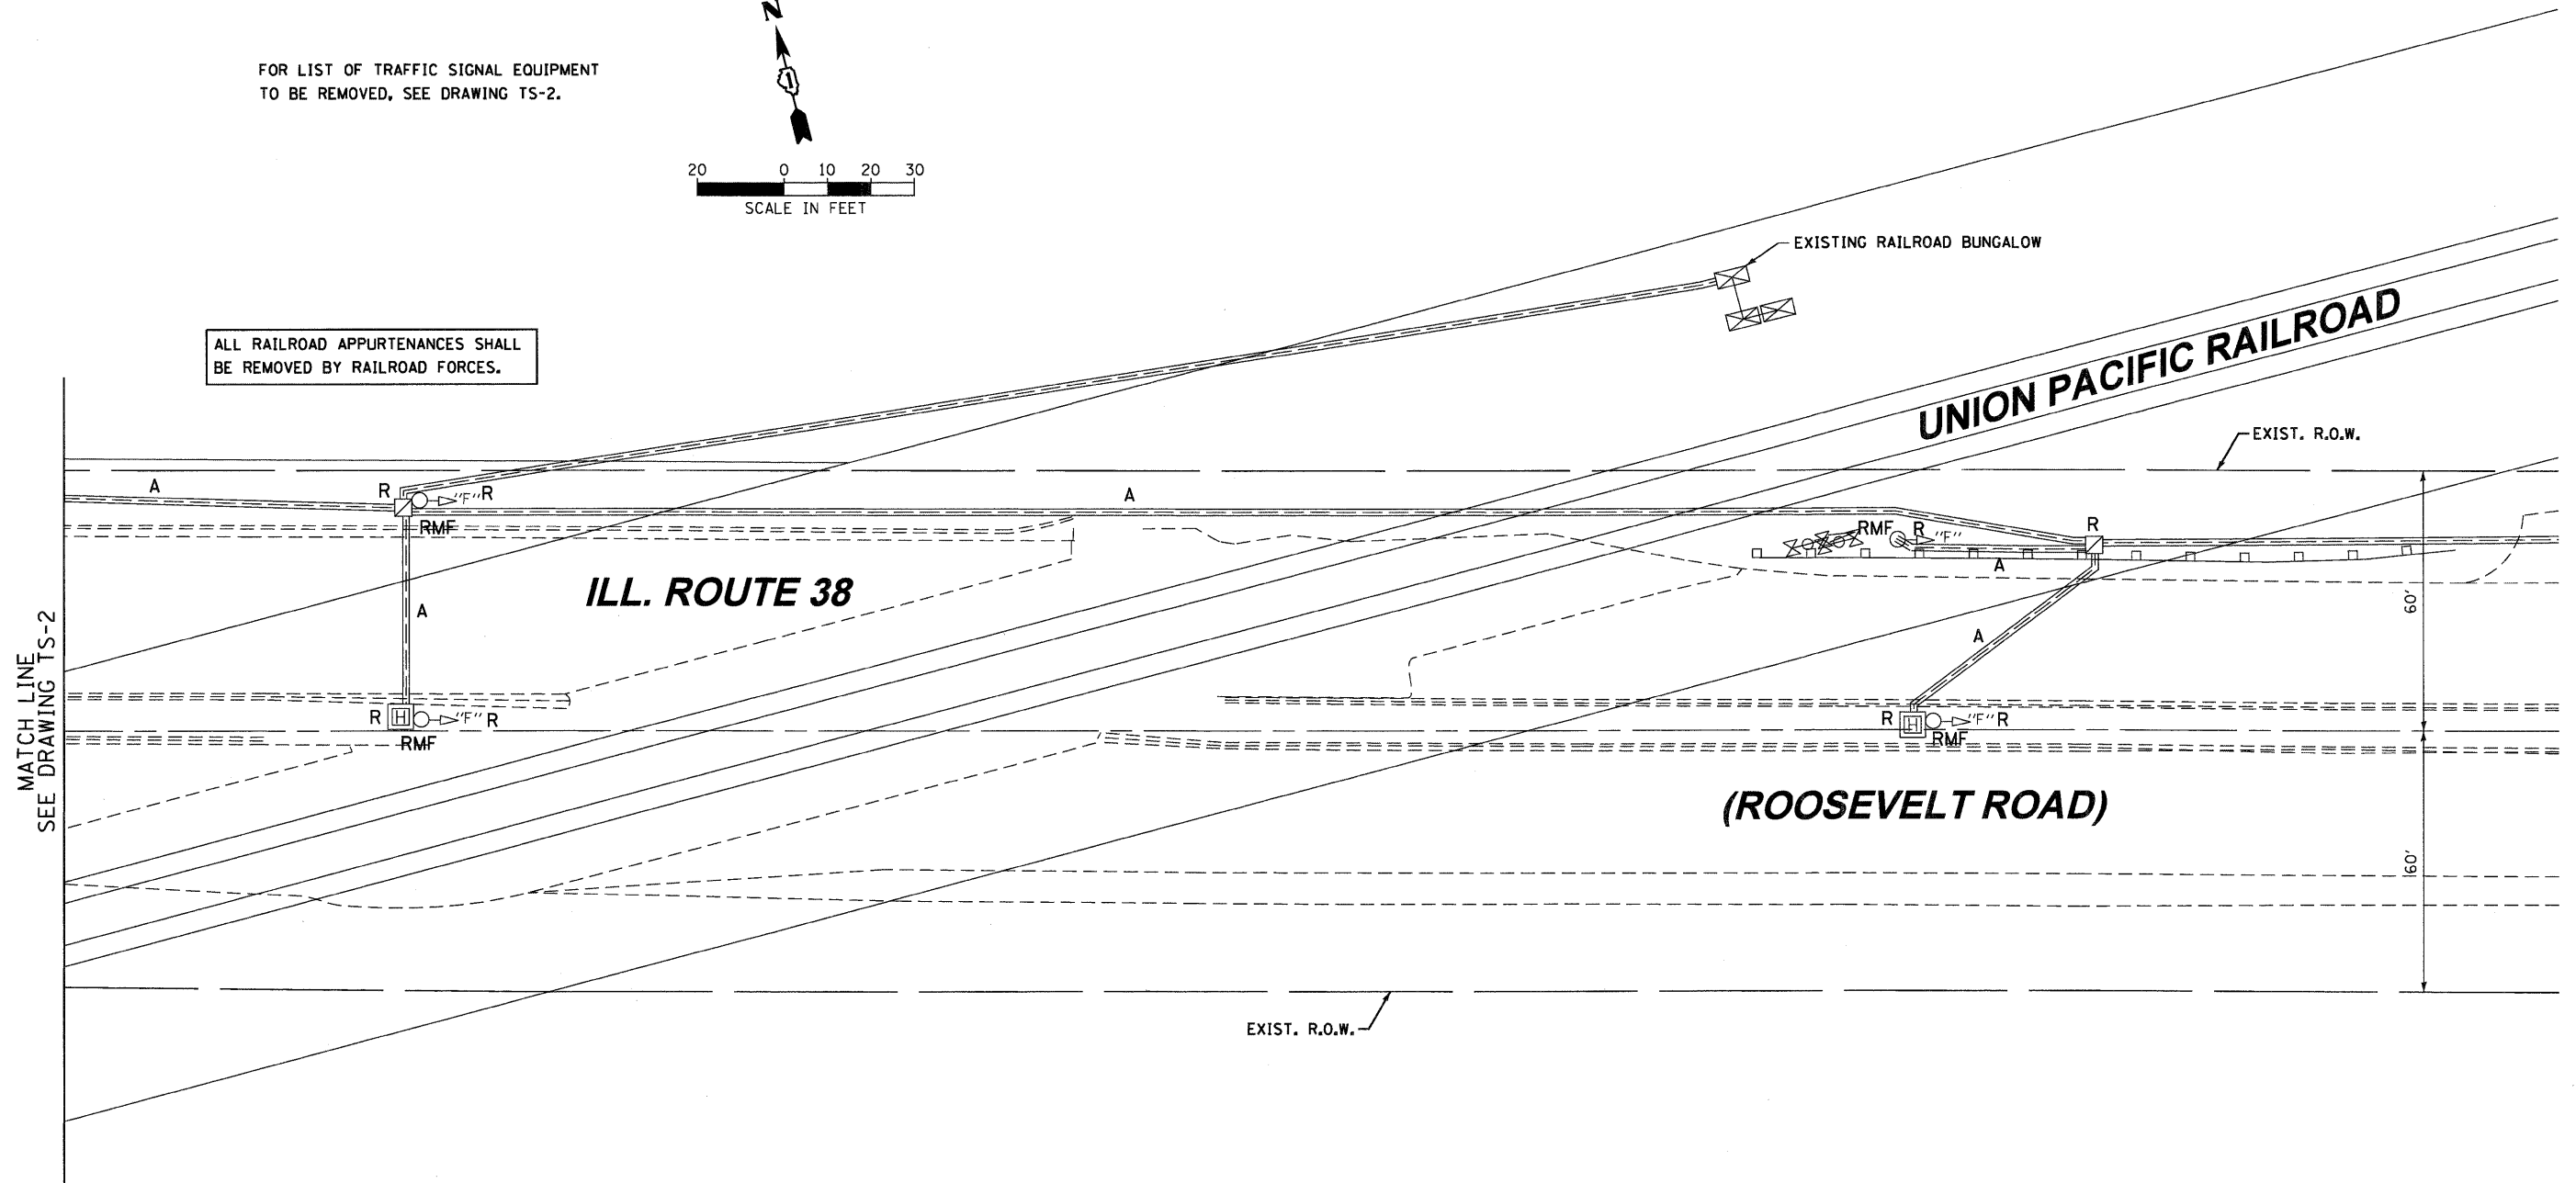 N
1
FOR LIST OF TRAFFIC SIGNAL EQUIPMENT
TO BE REMOVED, SEE DRAWING TS-2.
20 0 10 20 30
SCALE IN FEET
EXISTING RAILROAD BUNGALOW
ALL RAILROAD APPURTENANCES SHALL
BE REMOVED BY RAILROAD FORCES.
UNION PACIFIC RAILROAD
EXIST. R.O.W.
A
R
"F" R
RMF
A
RMF
R
"F"
R
A
ILL. ROUTE 38
A
60'
A
MATCH LINE
SEE DRAWING TS-2
R
H
"F" R
RMF
R
H
"F" R
RMF
(ROOSEVELT ROAD)
60'
EXIST. R.O.W.